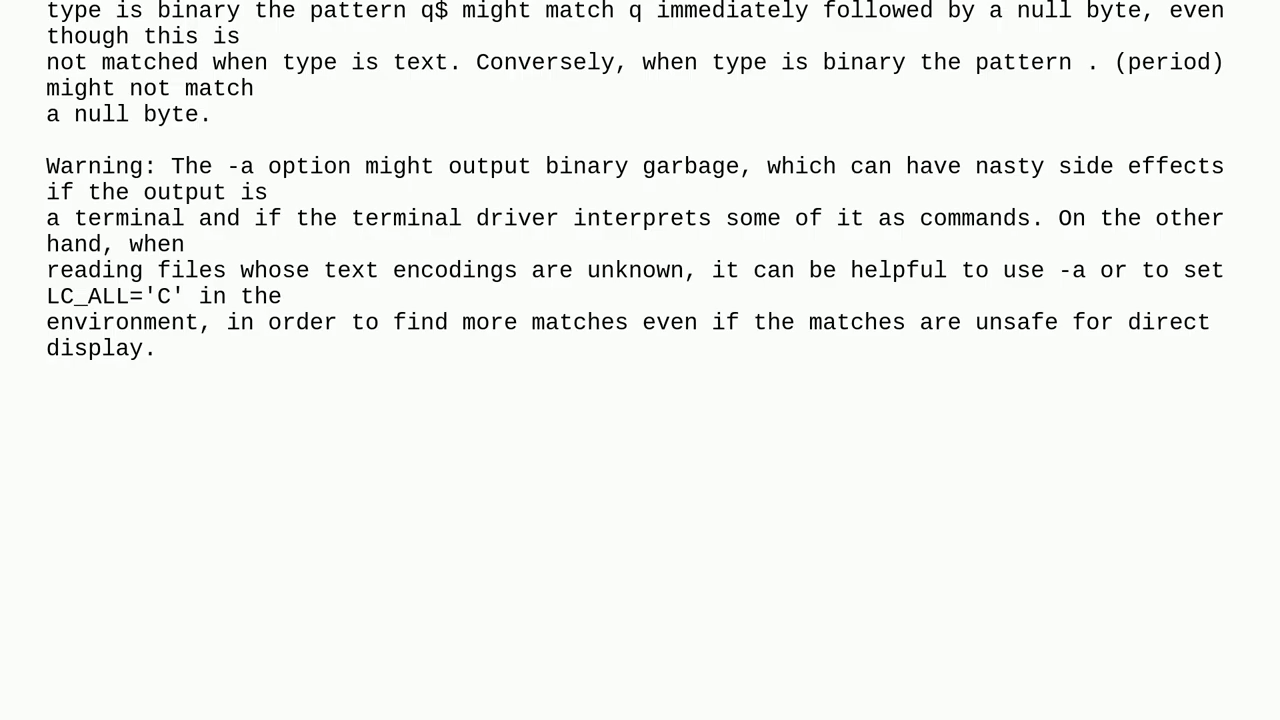 type is binary the pattern q$ might match q immediately followed by a null byte, even
though this is
not matched when type is text. Conversely, when type is binary the pattern . (period)
might not match
a null byte.

Warning: The -a option might output binary garbage, which can have nasty side effects
if the output is
a terminal and if the terminal driver interprets some of it as commands. On the other
hand, when
reading files whose text encodings are unknown, it can be helpful to use -a or to set
LC_ALL='C' in the
environment, in order to find more matches even if the matches are unsafe for direct
display.